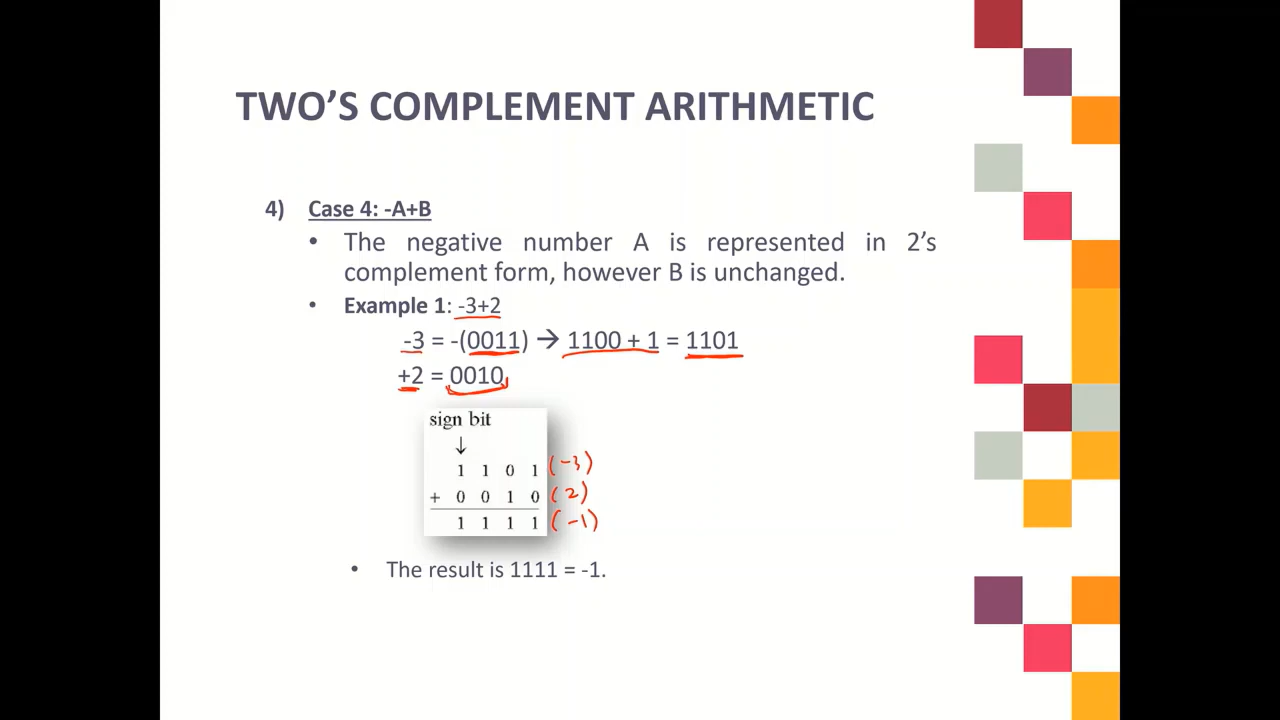 TWO'S COMPLEMENT ARITHMETIC
4) Case 4: -A+B
• The negative number A is represented in 2's
complement form, however B is unchanged.
• Example 1: -3+2
-3 = -(0011) → 1100 + 1 = 1101
+2 = 0010
sign bit
↓
1 1 0 1 (-3)
+ 0 0 1 0 (2)
1 1 1 1 (-1)
• The result is 1111 = -1.